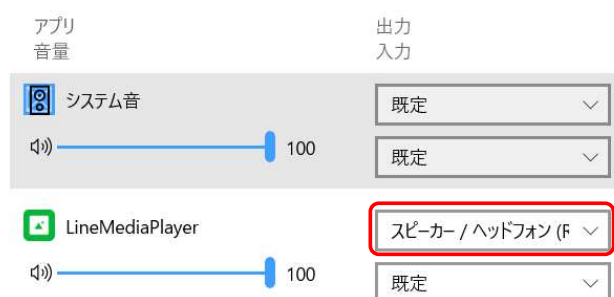 アプリ 出力
音量 入力
システム音 既定
100 既定
LineMediaPlayer スピーカー / ヘッドフォン (R
100 既定